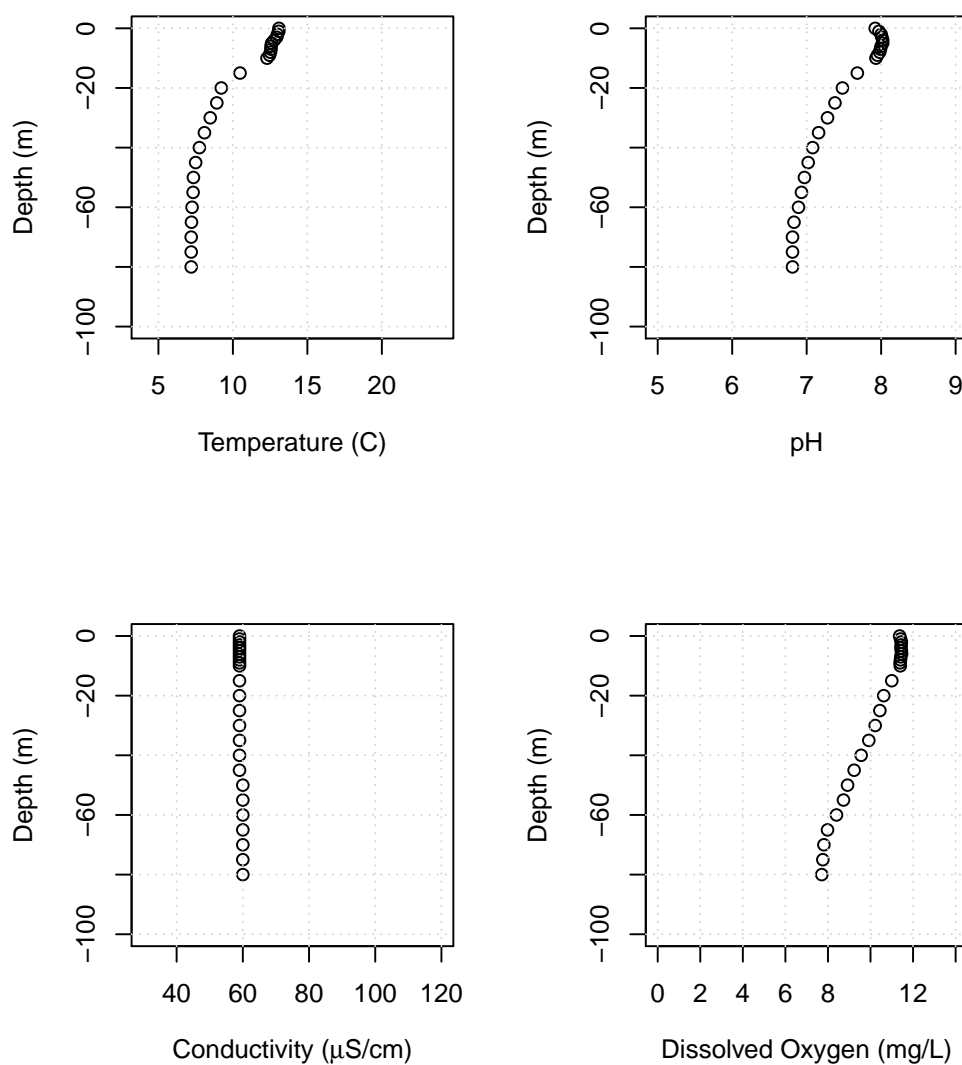 0
−20
−60
−100
Depth (m)
5 10 15 20
Temperature (C)
0
−20
−60
−100
Depth (m)
5 6 7 8 9
pH
0
−20
−60
−100
Depth (m)
40 60 80 100 120
Conductivity (μS/cm)
0
−20
−60
−100
Depth (m)
0 2 4 6 8 12
Dissolved Oxygen (mg/L)